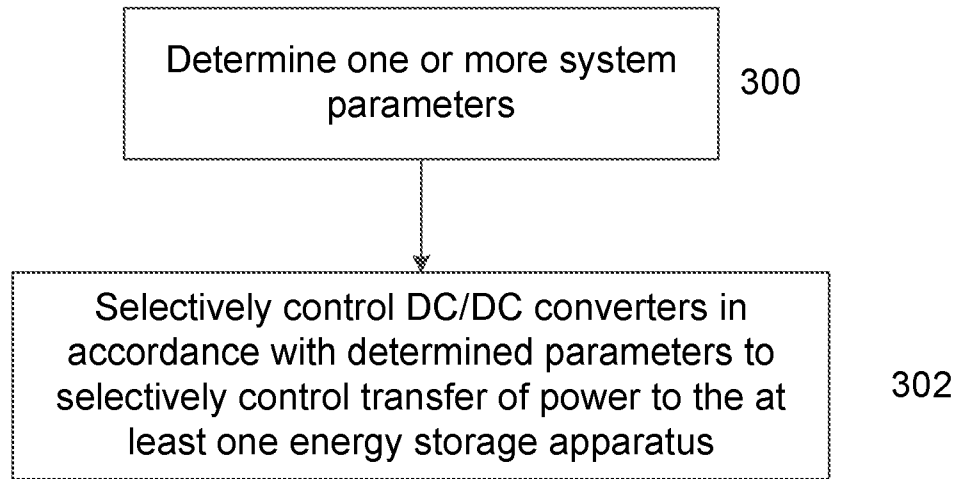 Determine one or more system
parameters
300
Selectively control DC/DC converters in
accordance with determined parameters to
selectively control transfer of power to the at
least one energy storage apparatus
302